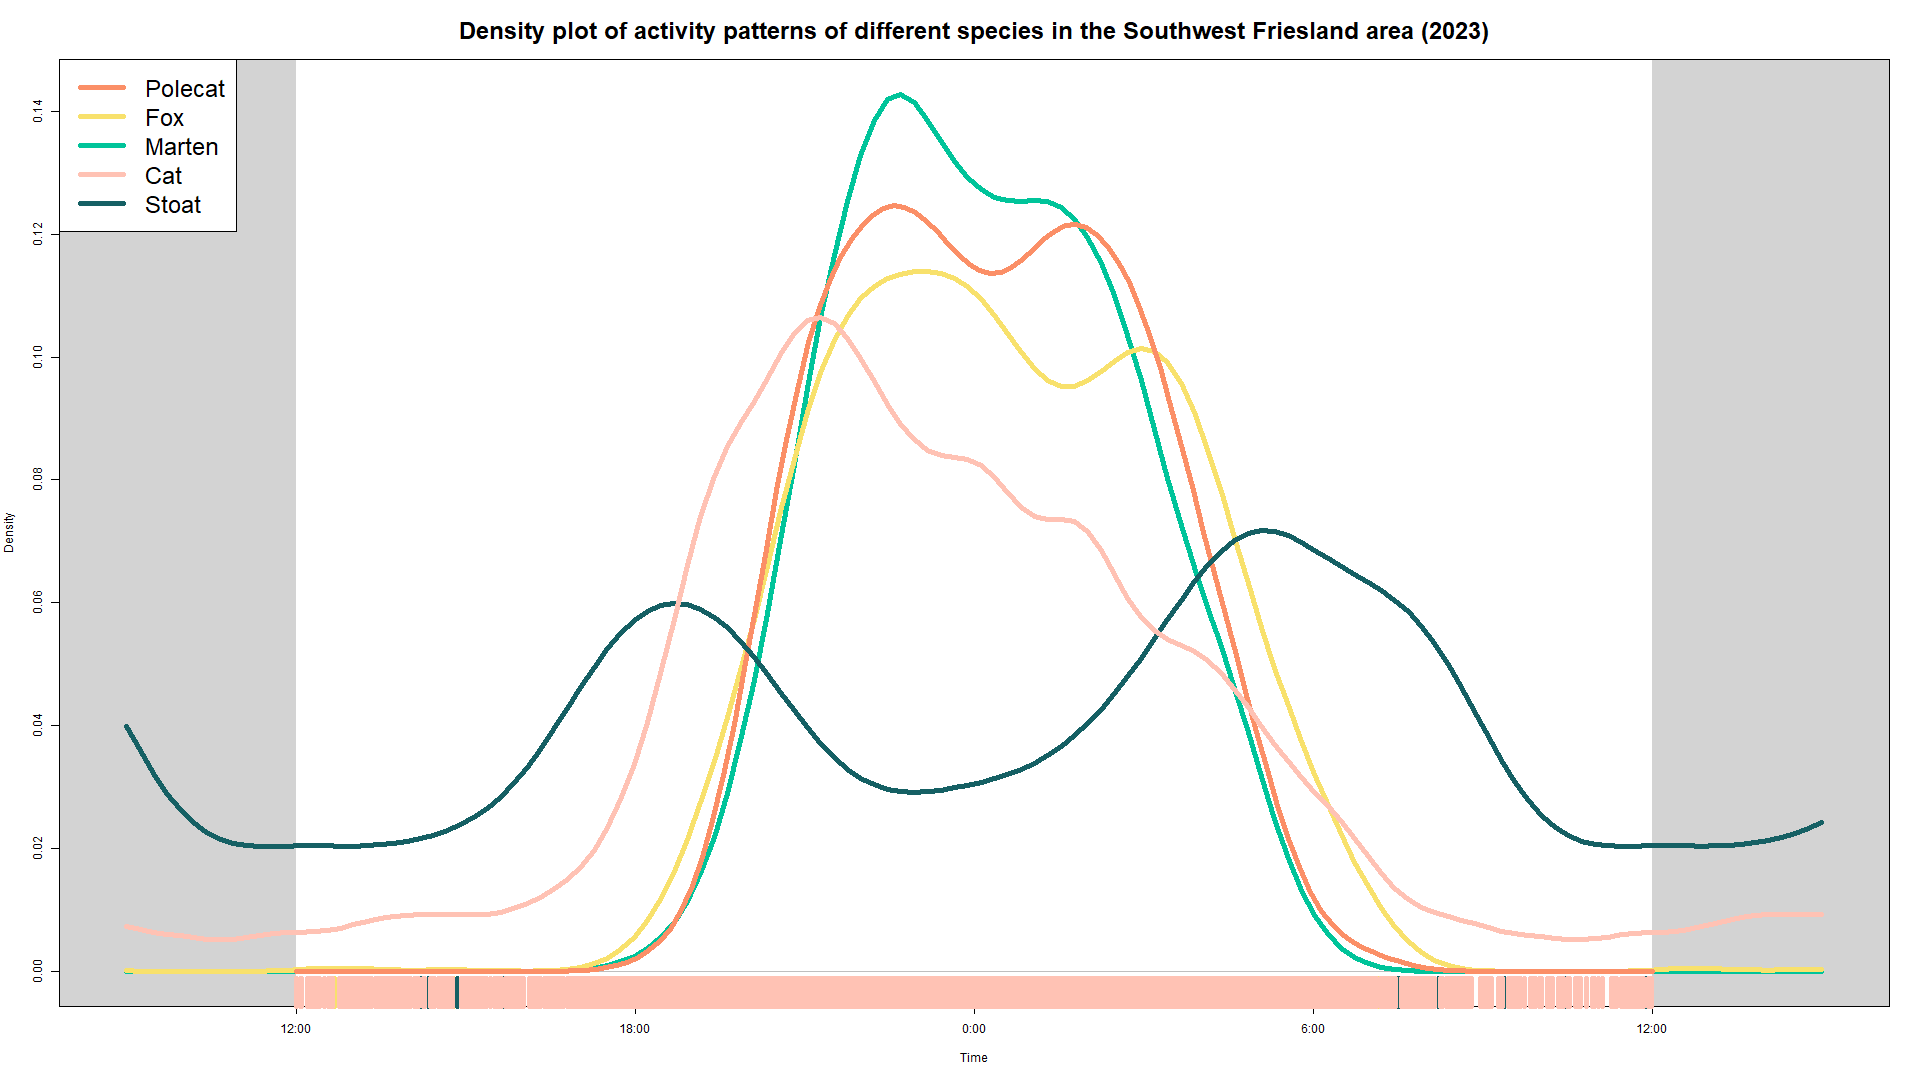 Density plot of activity patterns of different species in the Southwest Friesland area (2023)
Polecat
Fox
Marten
Cat
Stoat
0.14
0.12
0.10
0.08
0.06
0.04
0.02
0.00
Density
12:00
18:00
0:00
6:00
12:00
Time